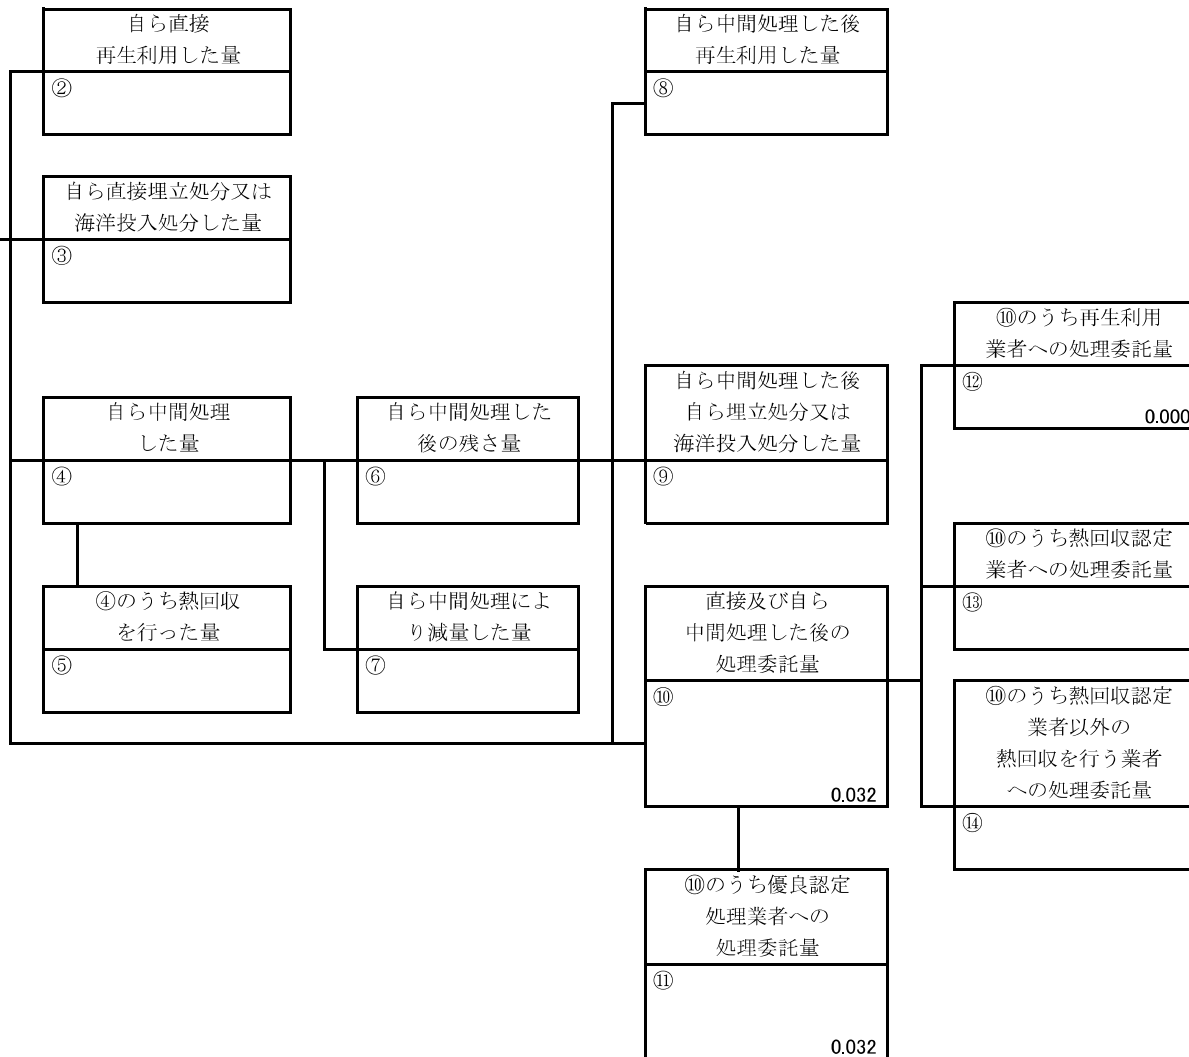 自ら直接
再生利用した量
②
自ら中間処理した後
再生利用した量
⑧
自ら直接埋立処分又は
海洋投入処分した量
③
⑩のうち再生利用
業者への処理委託量
⑫
0.000
自ら中間処理
した量
④
自ら中間処理した
後の残さ量
⑥
自ら中間処理した後
自ら埋立処分又は
海洋投入処分した量
⑨
⑩のうち熱回収認定
業者への処理委託量
⑬
④のうち熱回収
を行った量
⑤
自ら中間処理によ
り減量した量
⑦
直接及び自ら
中間処理した後の
処理委託量
⑩
0.032
⑩のうち熱回収認定
業者以外の
熱回収を行う業者
への処理委託量
⑭
⑩のうち優良認定
処理業者への
処理委託量
⑪
0.032